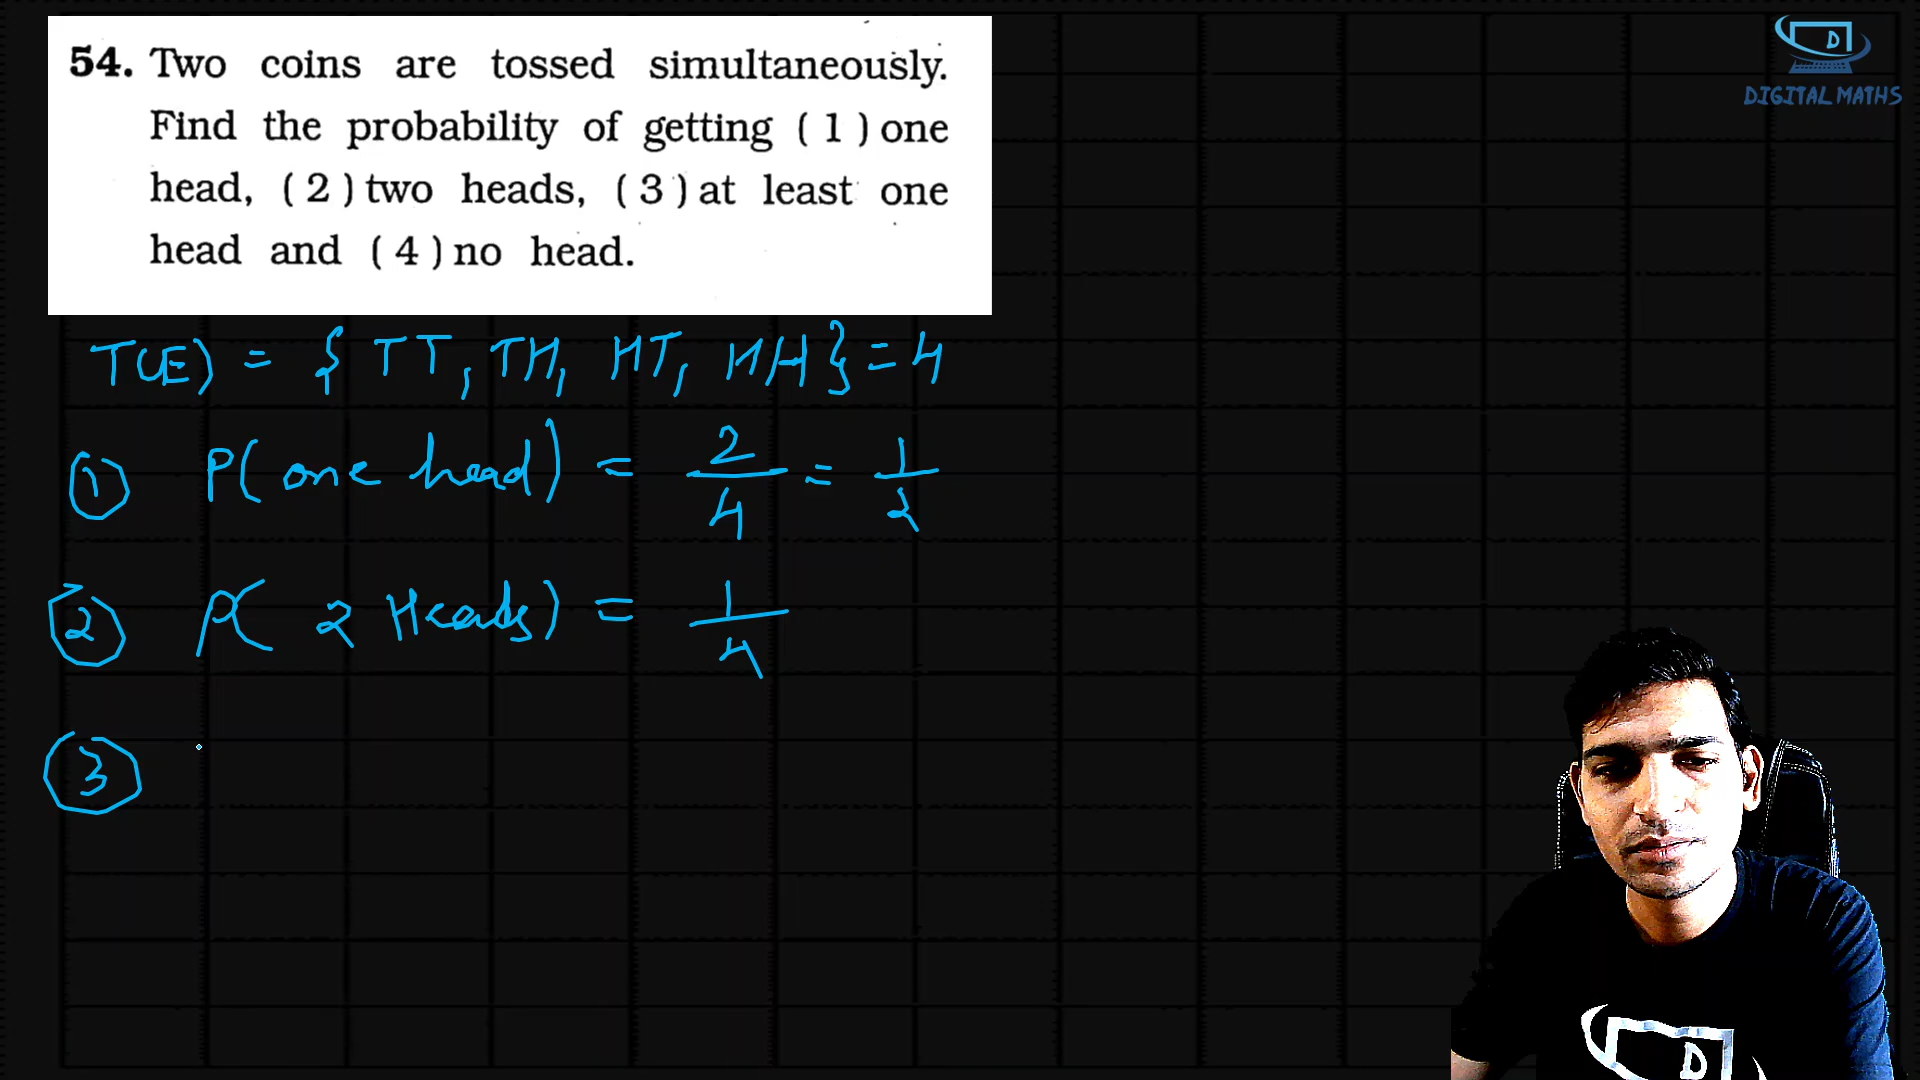 54. Two coins are tossed simultaneously.
Find the probability of getting ( 1 ) one
head, ( 2 ) two heads, ( 3 ) at least one
head and ( 4 ) no head.
DIGITAL MATHS
T(E) = { TT, TH, HT, HH } = 4
① P( one head ) = 2/4 = 1/2
② P( 2 Heads ) = 1/4
③
D